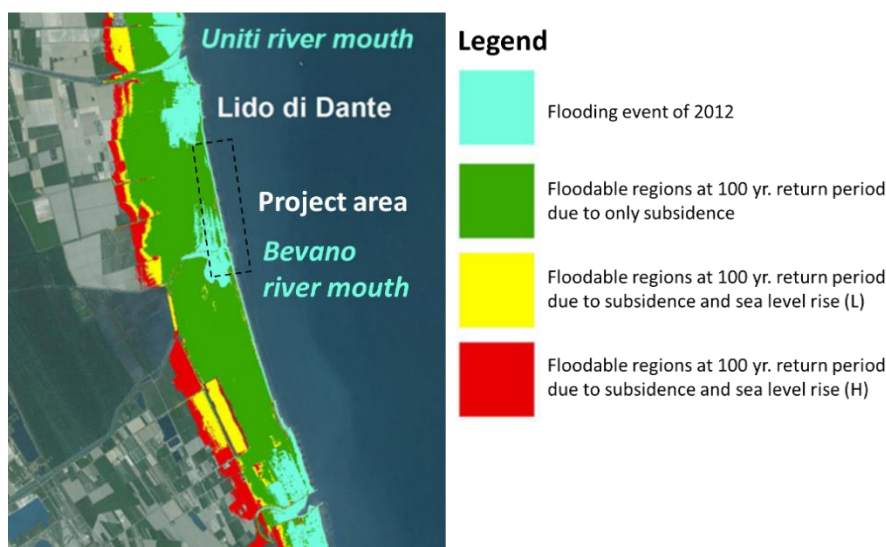 Uniti river mouth
Lido di Dante
Project area
Bevano
river mouth
Legend
Flooding event of 2012
Floodable regions at 100 yr. return period
due to only subsidence
Floodable regions at 100 yr. return period
due to subsidence and sea level rise (L)
Floodable regions at 100 yr. return period
due to subsidence and sea level rise (H)